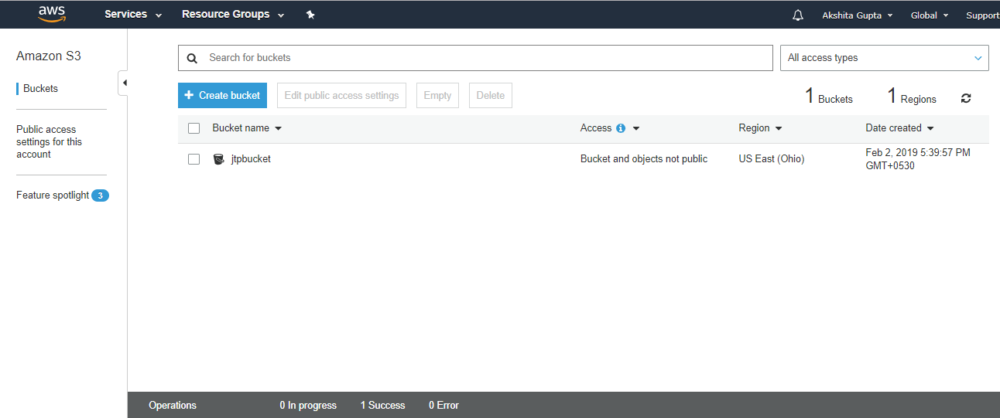 aws Services Resource Groups Akshita Gupta Global Support
Amazon S3
Buckets
Public access
settings for this
account
Feature spotlight 3
Search for buckets All access types
+ Create bucket Edit public access settings Empty Delete 1 Buckets 1 Regions
Bucket name Access Region Date created
jtpbucket Bucket and objects not public US East (Ohio) Feb 2, 2019 5:39:57 PM
GMT+0530
Operations 0 In progress 1 Success 0 Error